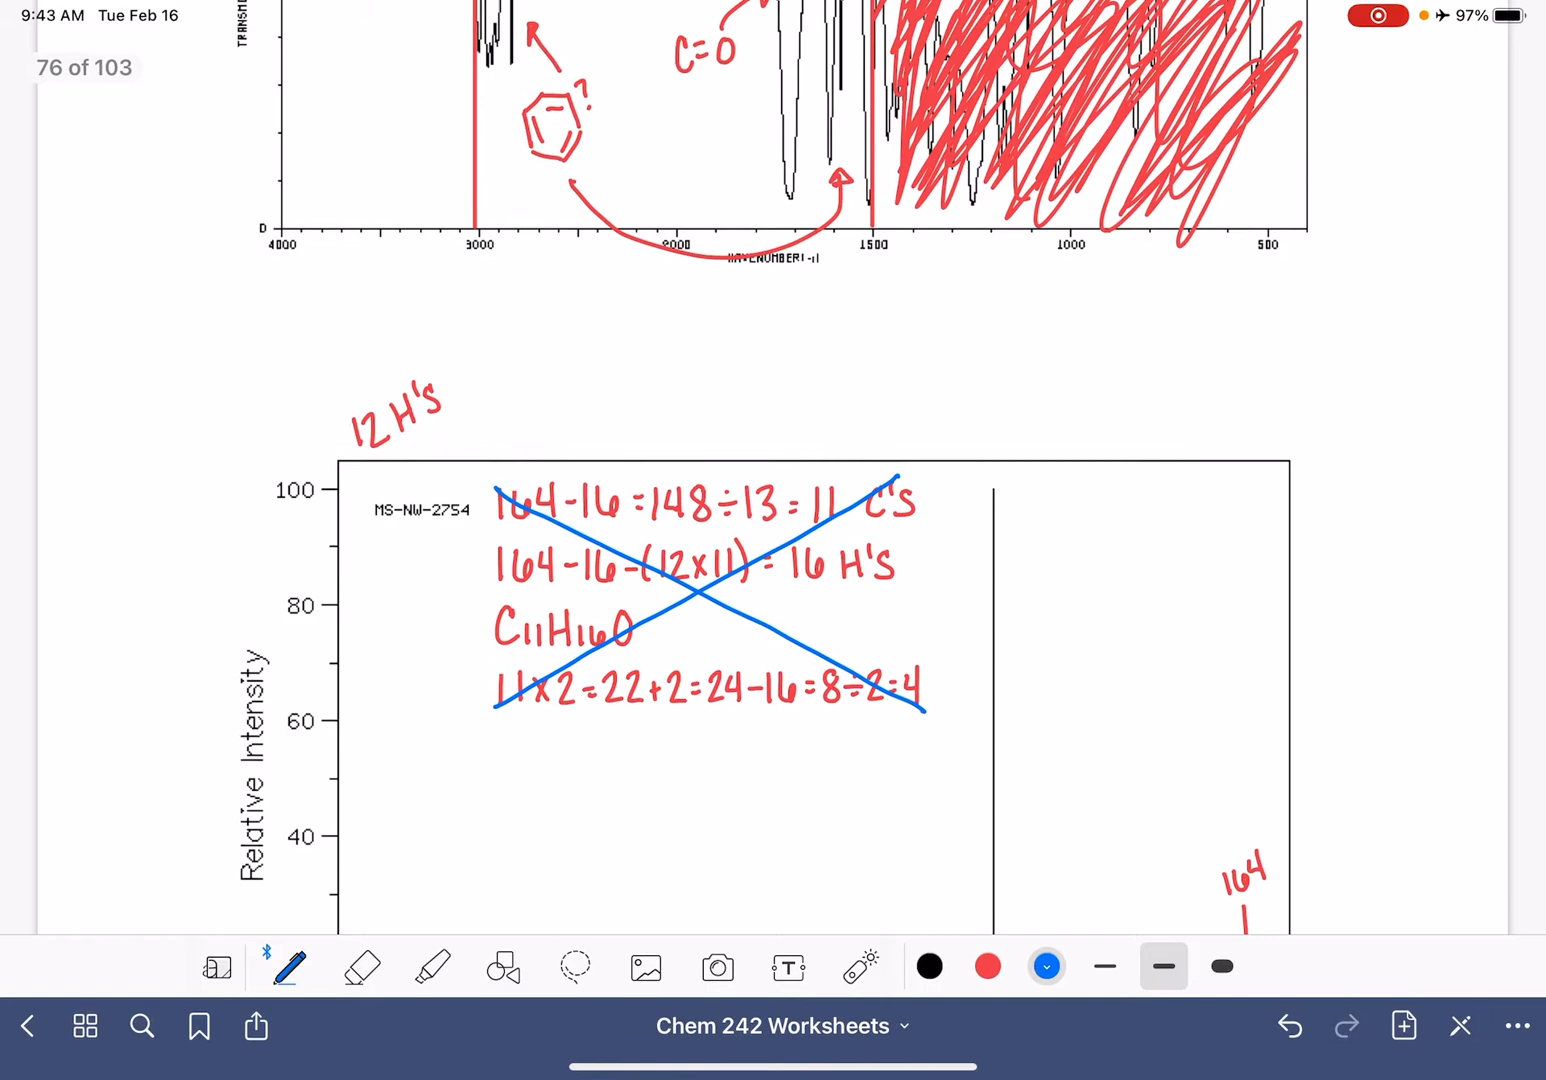 9:43 AM Tue Feb 16
97%
76 of 103
C=O
?
0
4000 3000 2000 1500 1000 500
12 H'S
100
MS-NW-2754
164-16=148÷13=11 C'S
164-16-(12x11)=16 H'S
80
C11H16O
11x2=22+2=24-16=8÷2=4
60
Relative Intensity
40
164
T
Chem 242 Worksheets